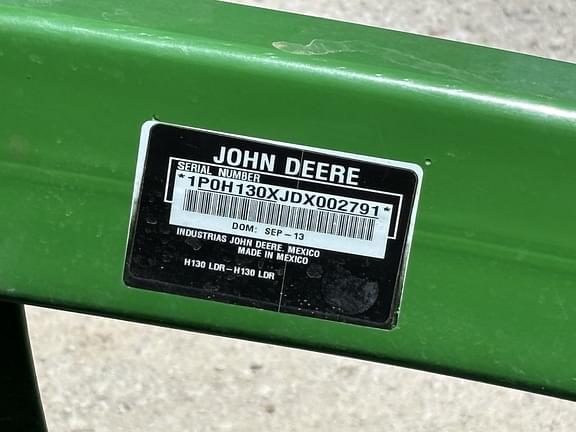 JOHN DEERE
SERIAL NUMBER
*1P0H130XJDX002791*
DOM: SEP-13
INDUSTRIAS JOHN DEERE, MEXICO
MADE IN MEXICO
H130 LDR-H130 LDR